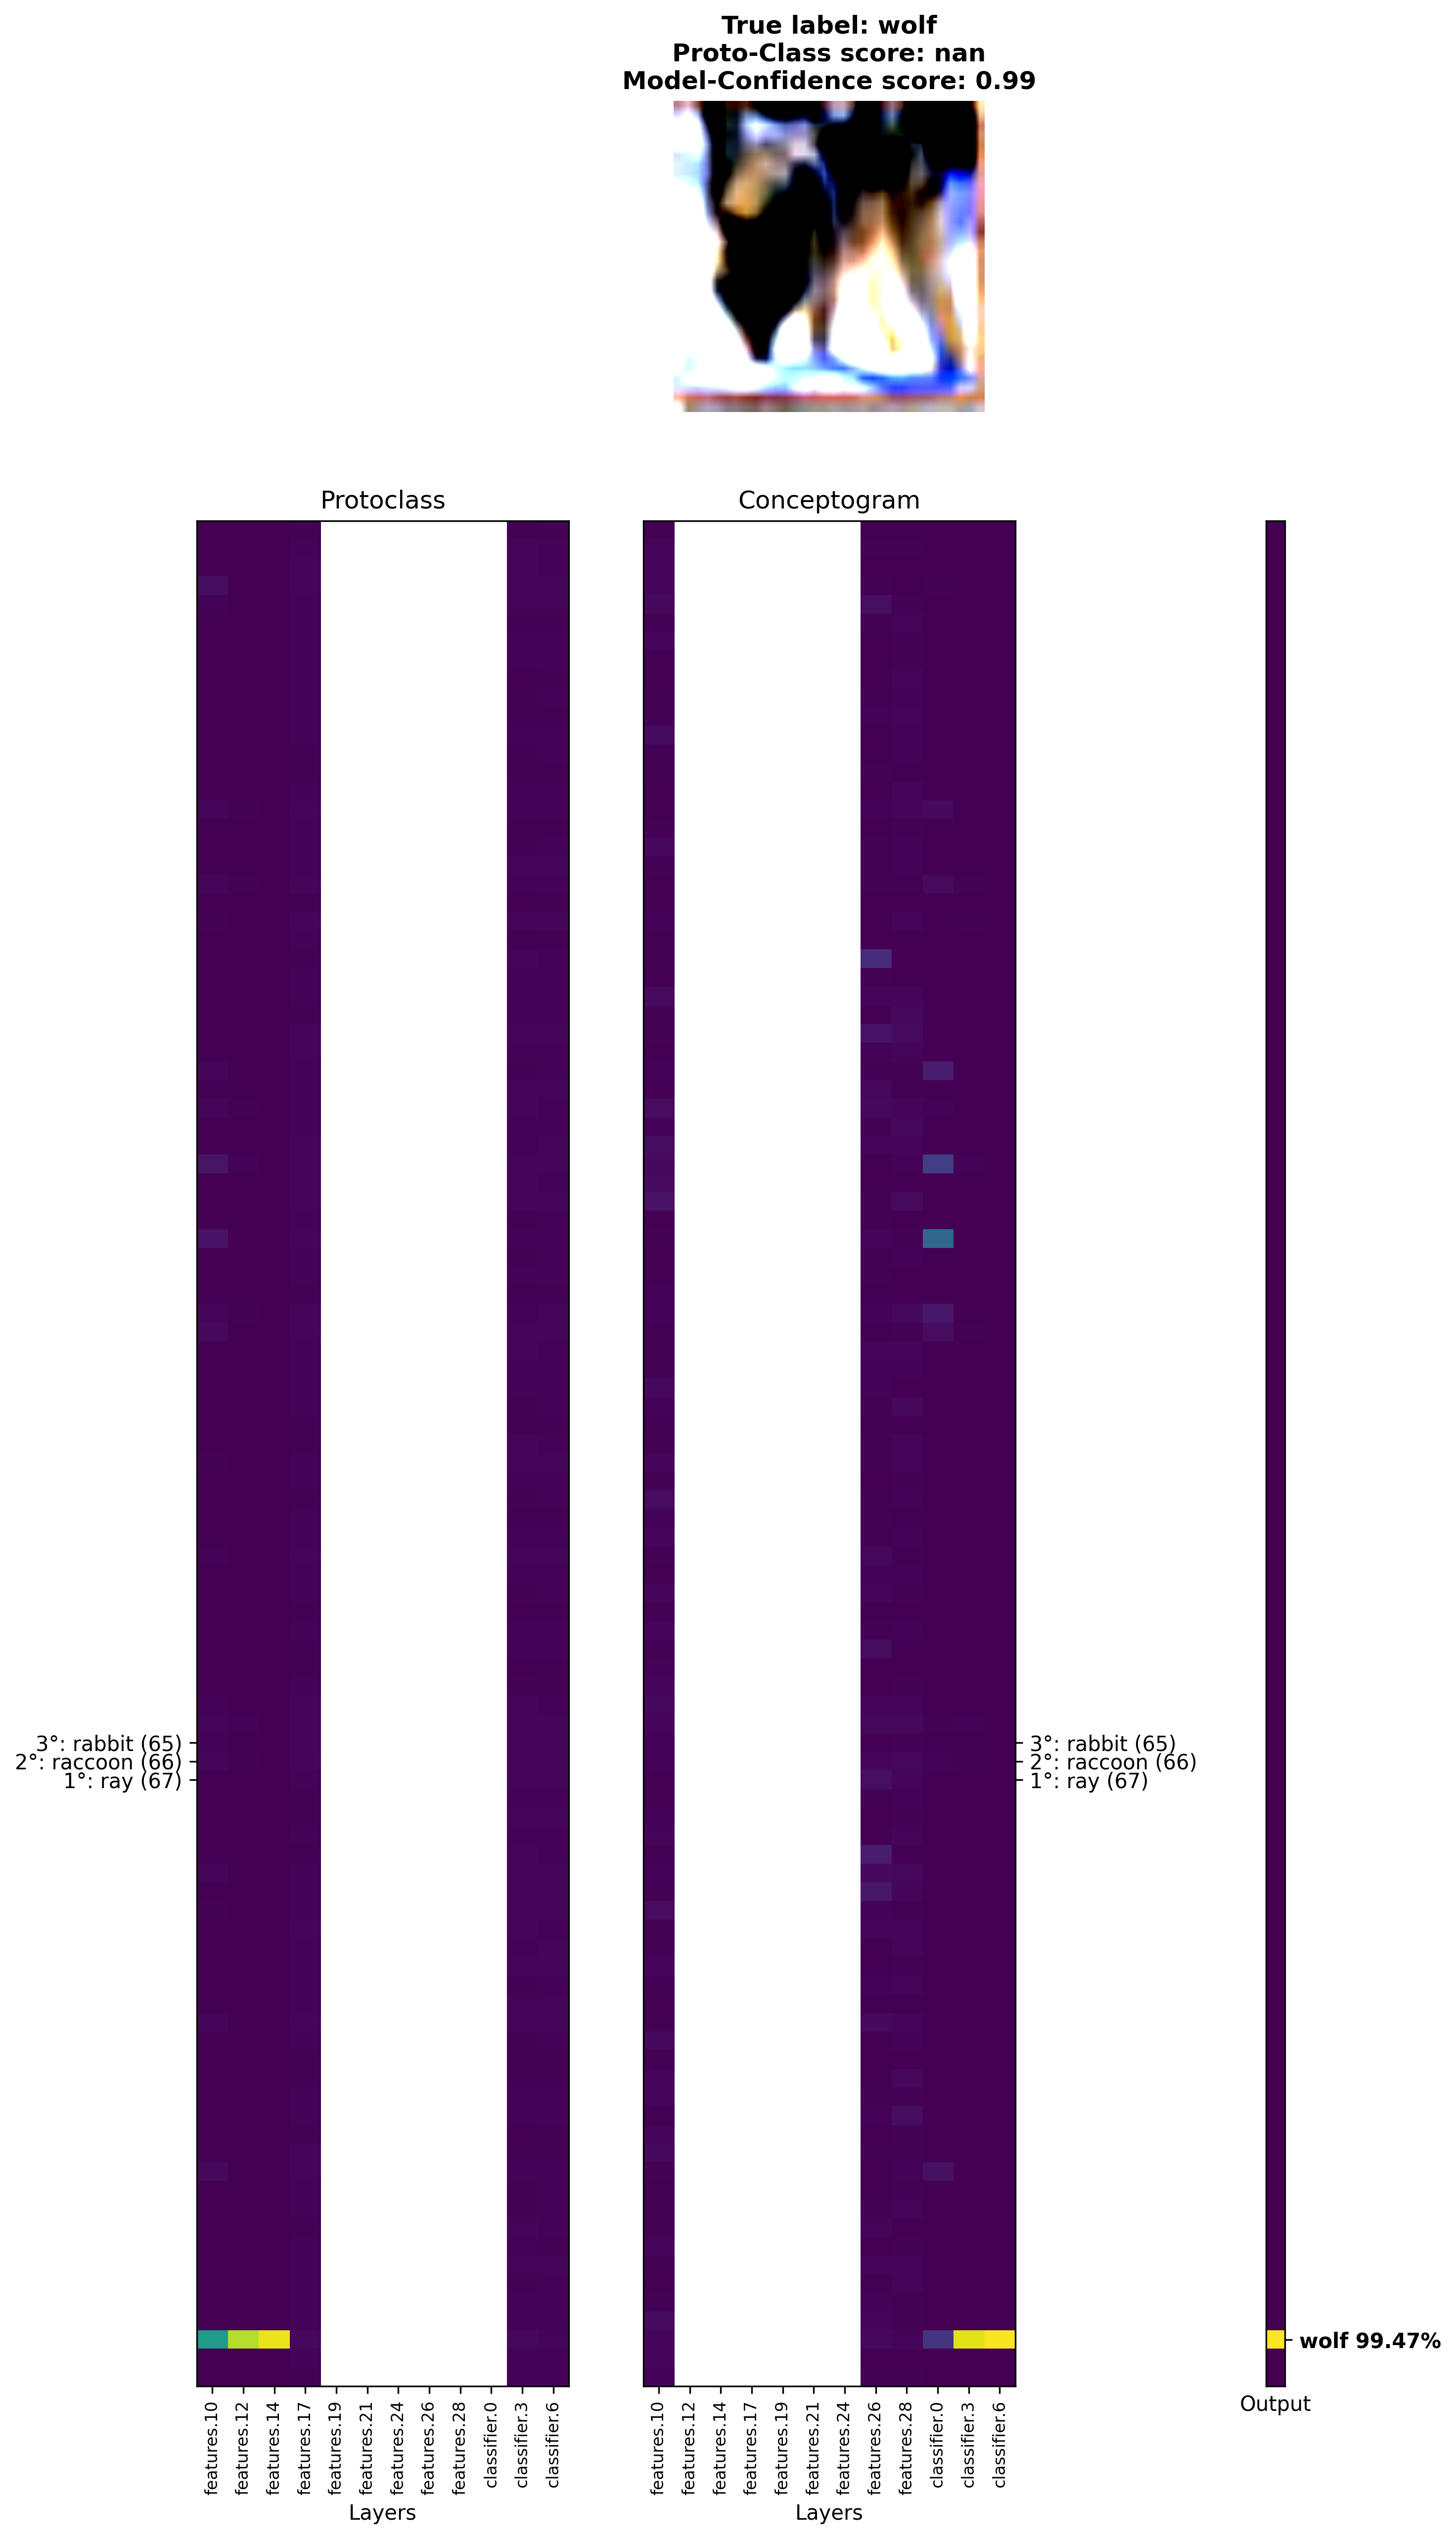 True label: wolf
Proto-Class score: nan
Model-Confidence score: 0.99
Protoclass
Conceptogram
3°: rabbit (65)
2°: raccoon (66)
1°: ray (67)
3°: rabbit (65)
2°: raccoon (66)
1°: ray (67)
wolf 99.47%
features.10
features.12
features.14
features.17
features.19
features.21
features.24
features.26
features.28
classifier.0
classifier.3
classifier.6
Layers
features.10
features.12
features.14
features.17
features.19
features.21
features.24
features.26
features.28
classifier.0
classifier.3
classifier.6
Layers
Output